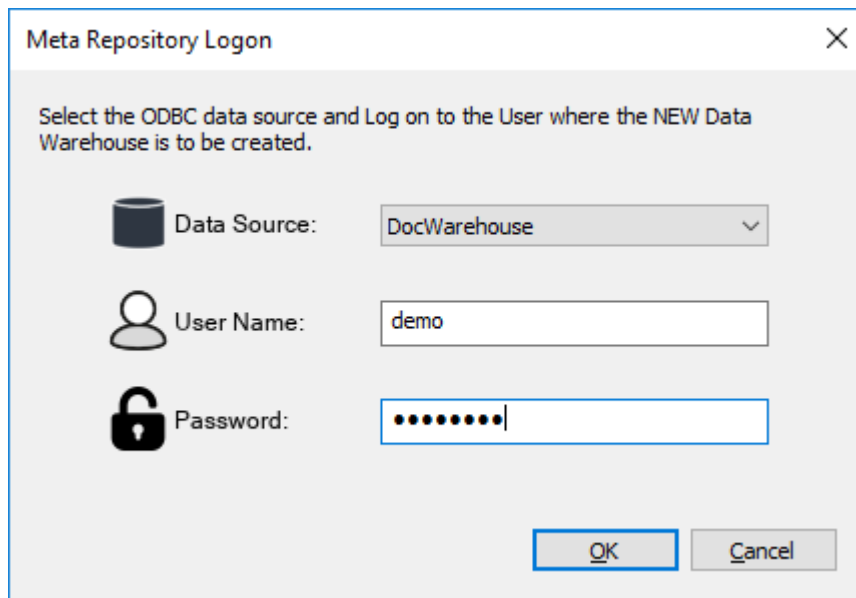 Meta Repository Logon
Select the ODBC data source and Log on to the User where the NEW Data
Warehouse is to be created.
Data Source: DocWarehouse
User Name: demo
Password: ●●●●●●●●
OK Cancel